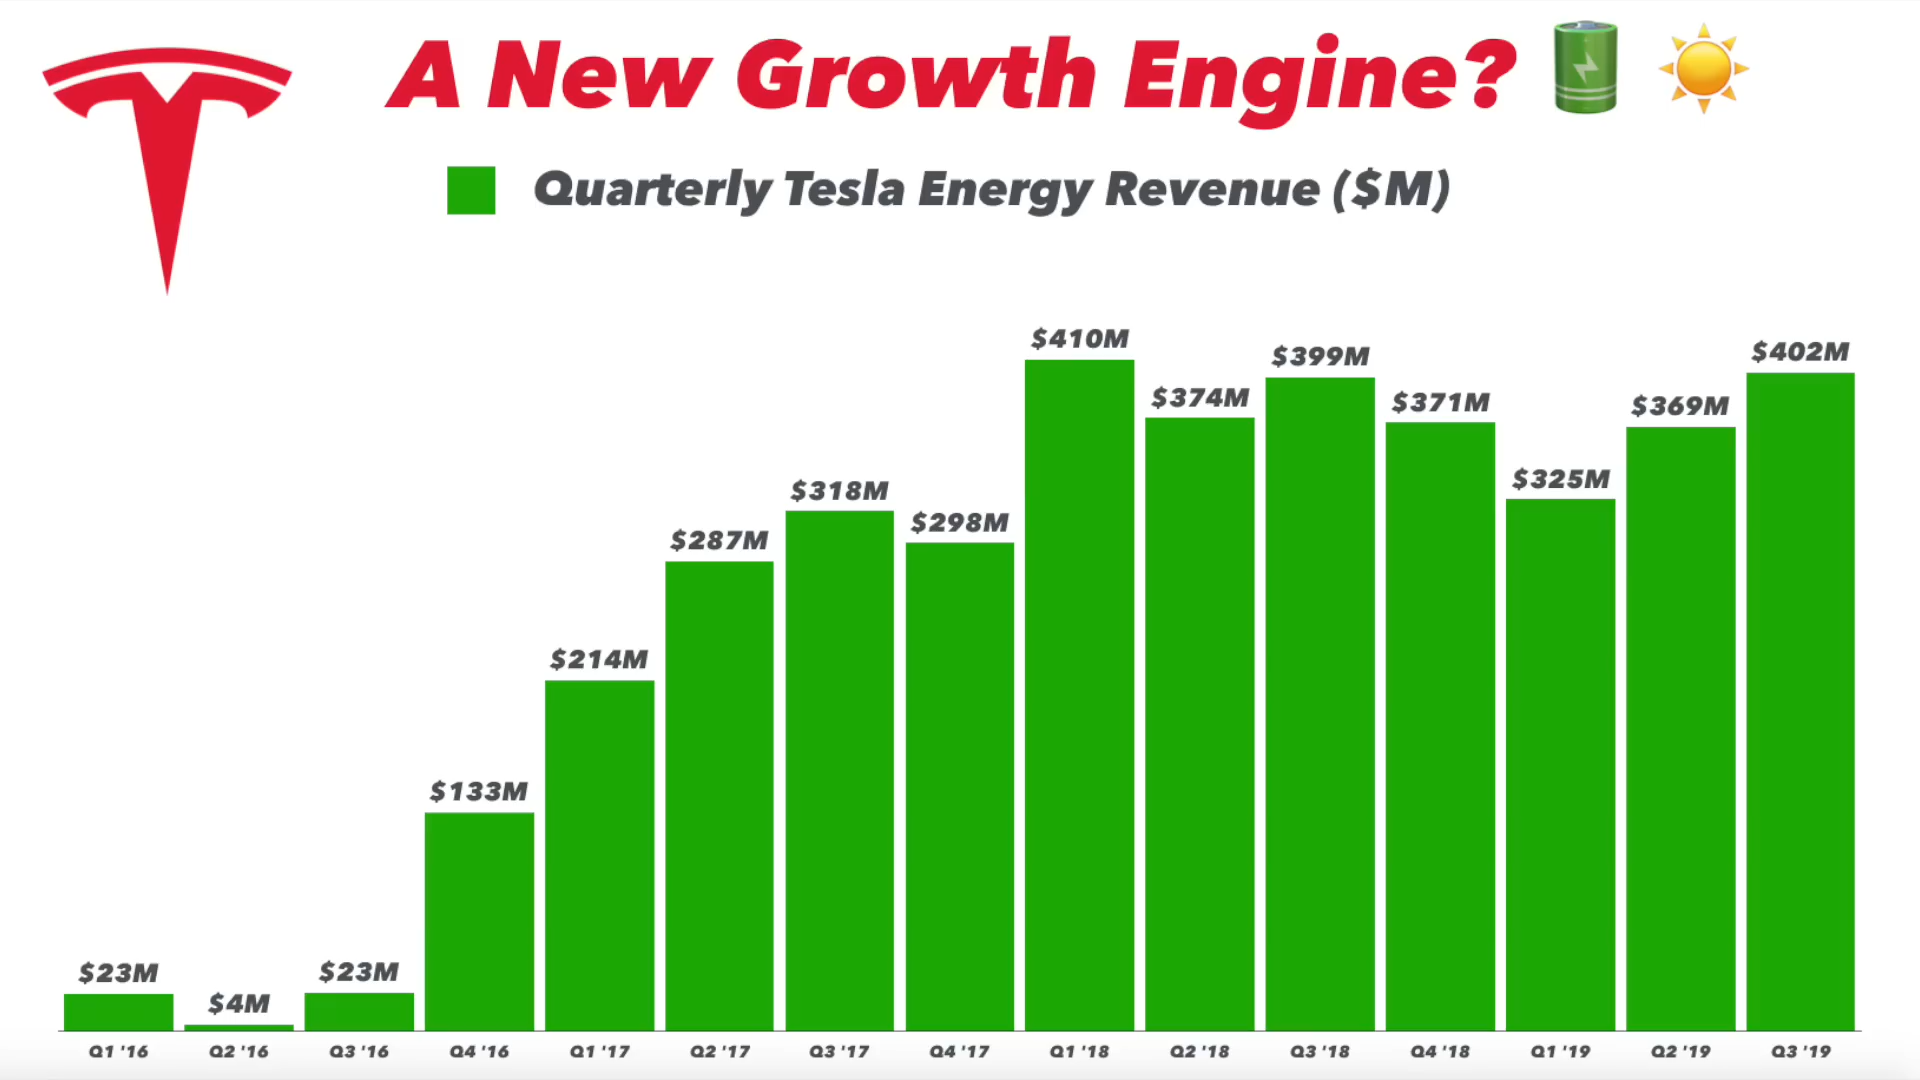 A New Growth Engine?
Quarterly Tesla Energy Revenue ($M)
$23M
$4M
$23M
$133M
$214M
$287M
$318M
$298M
$410M
$374M
$399M
$371M
$325M
$369M
$402M
Q1 '16 Q2 '16 Q3 '16 Q4 '16 Q1 '17 Q2 '17 Q3 '17 Q4 '17 Q1 '18 Q2 '18 Q3 '18 Q4 '18 Q1 '19 Q2 '19 Q3 '19